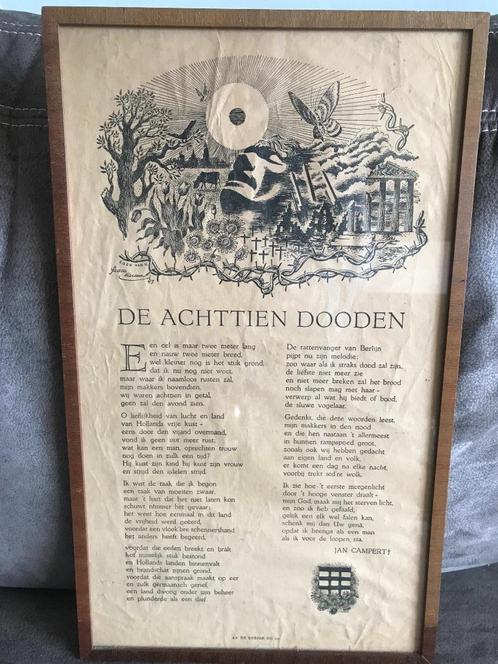 DE ACHTTIEN DOODEN
Een cel is maar twee meter lang
en nauw twee meter breed,
wel kleiner nog is het stuk grond,
dat ik nu nog niet weet,
maar waar ik naamloos rusten zal,
mijn makkers bovendien,
wij waren achttien in getal,
geen zal den avond zien.
O lieflijkheid van lucht en land
van Hollands vrije kust -
eens door den vijand overmand,
vond ik geen uur meer rust;
wat kan een man, oprecht en trouw
nog doen in zulk een tijd?
Hij kust zijn kind hij kust zijn vrouw
en strijd den ijdelen strijd.
Ik wist de taak die ik begon
een taak van moeiten zwaar,
maar 't hart dat het niet laten kon
schuwt nimmer het gevaar;
het weet hoe eenmaal in dit land
de vrijheid werd geëerd,
voordat een vloek'bre schennershand
het anders heeft begeerd,
voordat die eeden breekt en brakt
het misselijk stuk bestond
en Hollands landen binnenvalt
en brandschat zijnen grond,
voordat die aanspraak maakt op eer
en zulk germaansch gerief,
een land dwong onder zijn beheer
en plunderde als een dief.
De rattenvanger van Berlijn
pijpt nu zijn melodie;
zoo waar als ik straks dood zal zijn,
de liefste niet meer zie
en niet meer breken zal het brood
noch slapen mag met haar -
verwerp al wat hij biedt of bood,
de sluwe vogelaar.
Gedenkt, die deze woorden leest,
mijn makkers in den nood
en die hen nastaan 't allermeest
in hunnen rampspoed groot,
zooals ook wij hebben gedacht
aan eigen land en volk,
er komt een dag na elke nacht,
voorbij trekt ied're wolk.
Ik zie hoe 't eerste morgenlicht
door 't hooge venster draalt -
mijn God, maak mij het sterven licht,
en zoo ik heb gefaald,
gelijk een elk wel falen kan,
schenk mij dan Uw genâ,
opdat ik heenga als een man
als ik voor de loopen sta.
JAN CAMPERT†